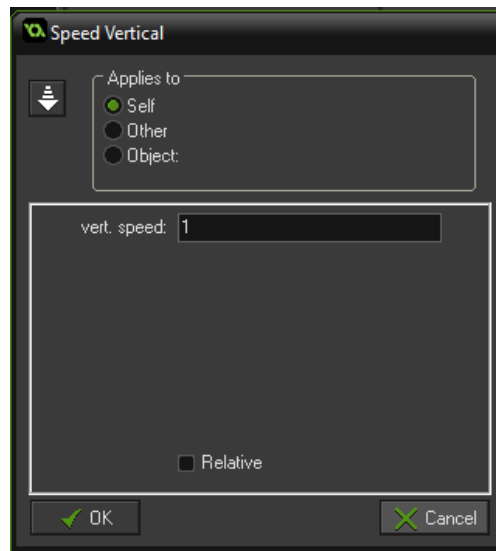 Speed Vertical
Applies to
Self
Other
Object:
vert. speed: 1
Relative
OK
Cancel